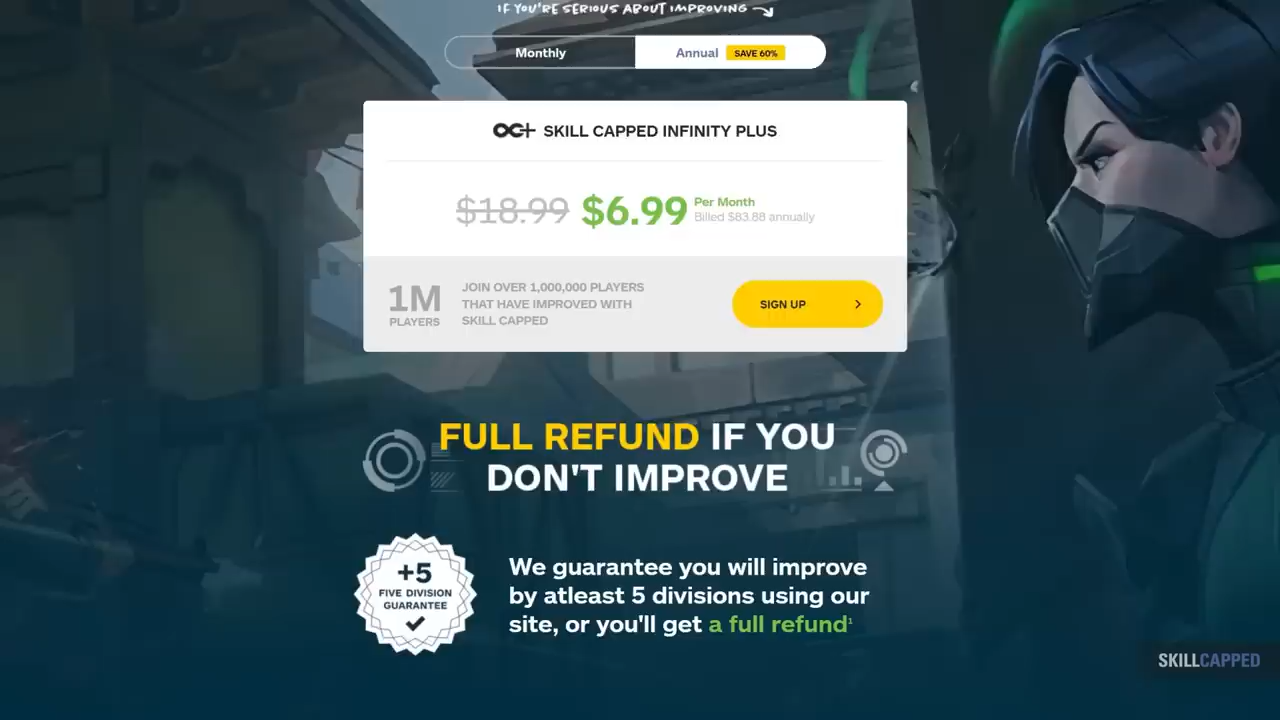 IF YOU'RE SERIOUS ABOUT IMPROVING
Monthly
Annual SAVE 60%
SKILL CAPPED INFINITY PLUS
$18.99 $6.99 Per Month
Billed $83.88 annually
1M
PLAYERS
JOIN OVER 1,000,000 PLAYERS
THAT HAVE IMPROVED WITH
SKILL CAPPED
SIGN UP
FULL REFUND IF YOU
DON'T IMPROVE
+5
FIVE DIVISION
GUARANTEE
We guarantee you will improve
by atleast 5 divisions using our
site, or you'll get a full refund¹
SKILLCAPPED